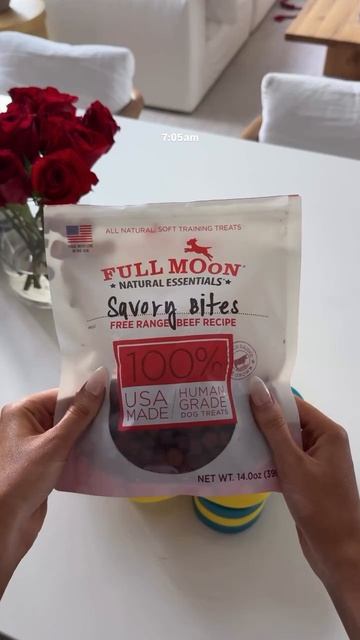 7:05am
ALL NATURAL, SOFT TRAINING TREATS
FULL MOON
NATURAL ESSENTIALS
Savory Bites
FREE RANGE BEEF RECIPE
100%
USA MADE / HUMAN GRADE
DOG TREATS
NET WT. 14.0oz (39